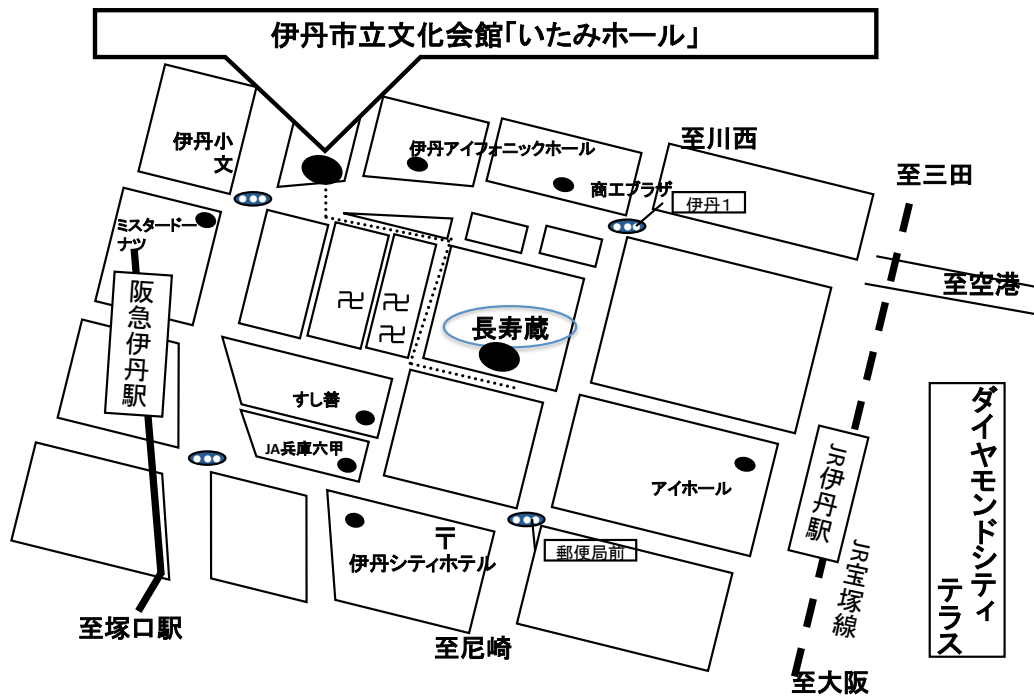 伊丹市立文化会館｢いたみホール｣
伊丹小
文
伊丹アイフォニックホール
至川西
商工プラザ
伊丹1
至三田
ミスタードー
ナツ
至空港
阪急伊丹駅
卍
卍
卍
長寿蔵
すし善
JA兵庫六甲
アイホール
JR伊丹駅
ダイヤモンドシティ
テラス
〒
伊丹シティホテル
郵便局前
JR宝塚線
至塚口駅
至尼崎
至大阪